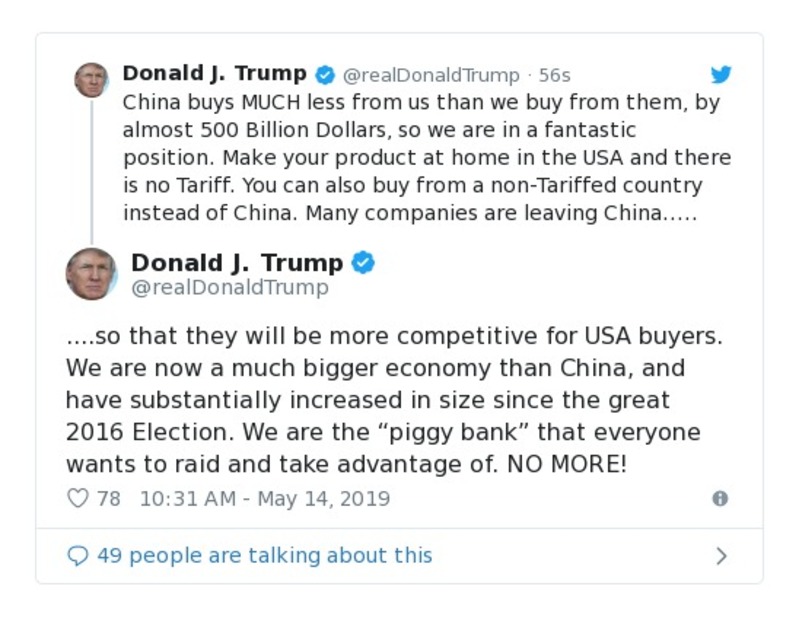 Donald J. Trump @realDonaldTrump · 56s
China buys MUCH less from us than we buy from them, by
almost 500 Billion Dollars, so we are in a fantastic
position. Make your product at home in the USA and there
is no Tariff. You can also buy from a non-Tariffed country
instead of China. Many companies are leaving China.....
Donald J. Trump
@realDonaldTrump
....so that they will be more competitive for USA buyers.
We are now a much bigger economy than China, and
have substantially increased in size since the great
2016 Election. We are the “piggy bank” that everyone
wants to raid and take advantage of. NO MORE!
78 10:31 AM - May 14, 2019
49 people are talking about this